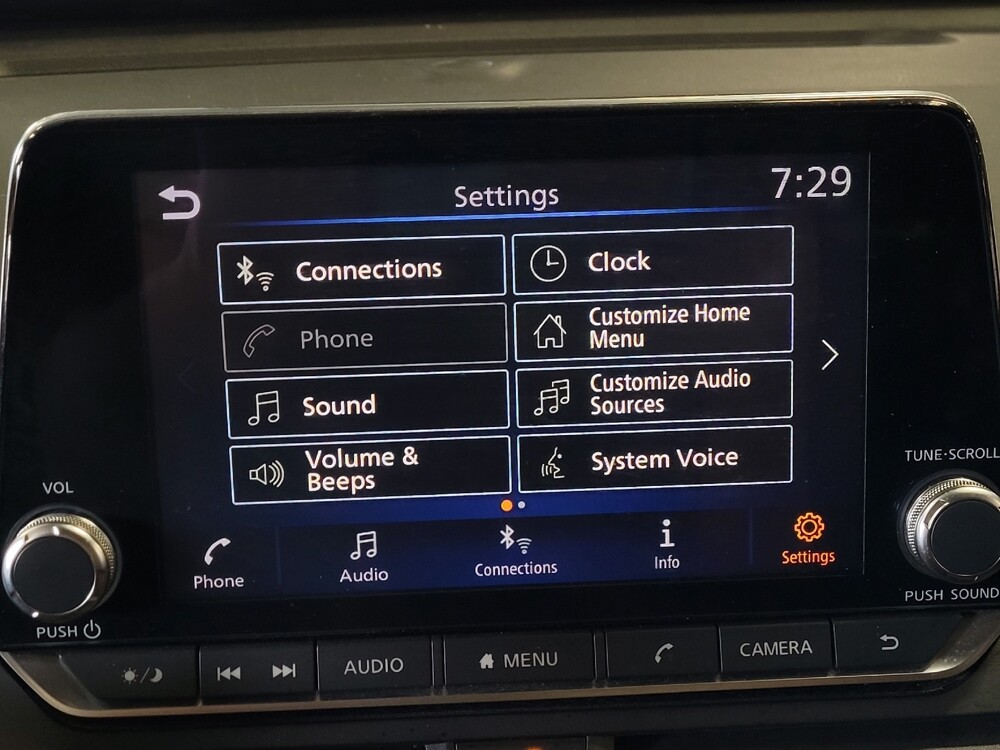 Settings
7:29
Connections
Clock
Phone
Customize Home
Menu
Sound
Customize Audio
Sources
Volume &
Beeps
System Voice
Phone
Audio
Connections
Info
Settings
VOL
PUSH
TUNE·SCROLL
PUSH SOUND
AUDIO
MENU
CAMERA